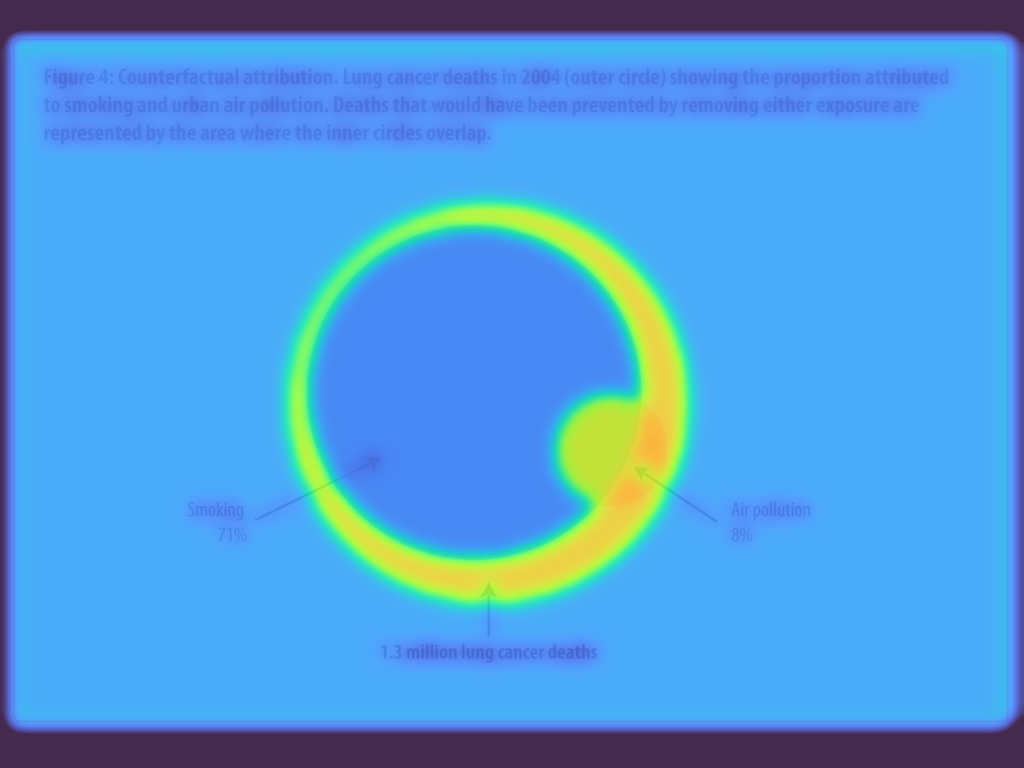 Figure 4: Counterfactual attribution. Lung cancer deaths in 2004 (outer circle) showing the proportion attributed
to smoking and urban air pollution. Deaths that would have been prevented by removing either exposure are
represented by the area where the inner circles overlap.
Smoking
71%
Air pollution
8%
1.3 million lung cancer deaths